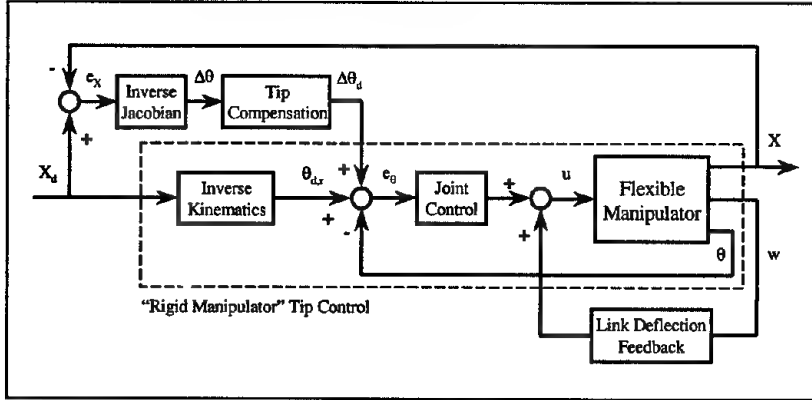 -
e_X
Δθ
Inverse
Jacobian
Tip
Compensation
Δθ_d
+
X_d
X
+
Inverse
Kinematics
θ_{d,r}
+
-
e_θ
Joint
Control
+
+
u
Flexible
Manipulator
θ
w
"Rigid Manipulator" Tip Control
Link Deflection
Feedback